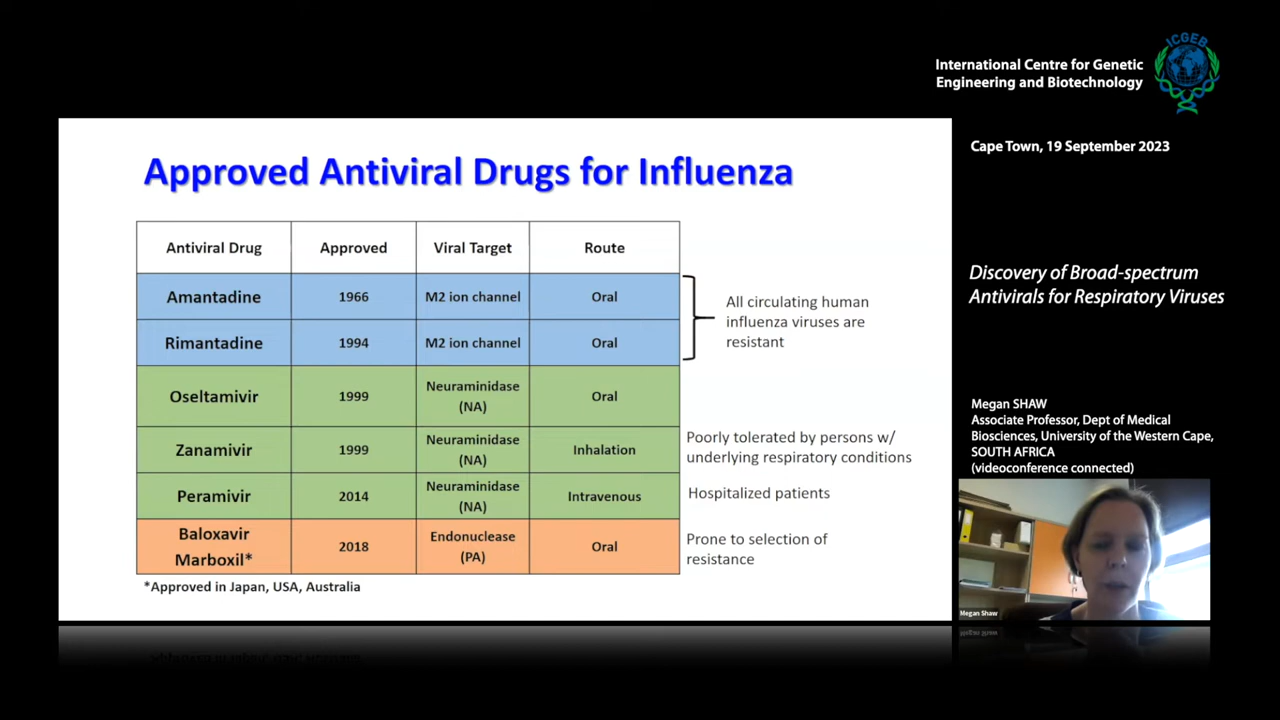 ICGEB
International Centre for Genetic
Engineering and Biotechnology
Cape Town, 19 September 2023
Approved Antiviral Drugs for Influenza
Antiviral Drug Approved Viral Target Route
Amantadine 1966 M2 ion channel Oral
Rimantadine 1994 M2 ion channel Oral
All circulating human
influenza viruses are
resistant
Oseltamivir 1999 Neuraminidase
(NA)
Oral
Zanamivir 1999 Neuraminidase
(NA)
Inhalation
Poorly tolerated by persons w/
underlying respiratory conditions
Peramivir 2014 Neuraminidase
(NA)
Intravenous
Hospitalized patients
Baloxavir
Marboxil*
2018
Endonuclease
(PA)
Oral
Prone to selection of
resistance
*Approved in Japan, USA, Australia
Discovery of Broad-spectrum
Antivirals for Respiratory Viruses
Megan SHAW
Associate Professor, Dept of Medical
Biosciences, University of the Western Cape,
SOUTH AFRICA
(videoconference connected)
Megan Shaw